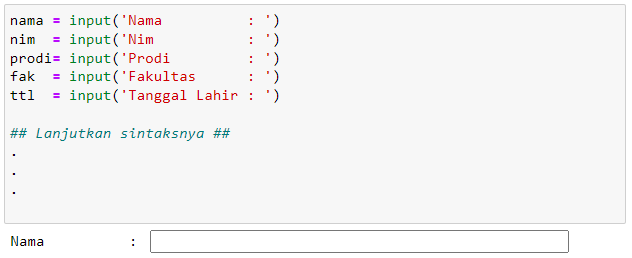 nama = input('Nama          : ')
nim  = input('Nim           : ')
prodi= input('Prodi         : ')
fak  = input('Fakultas      : ')
ttl  = input('Tanggal Lahir : ')
## Lanjutkan sintaksnya ##
.
.
.
Nama          :